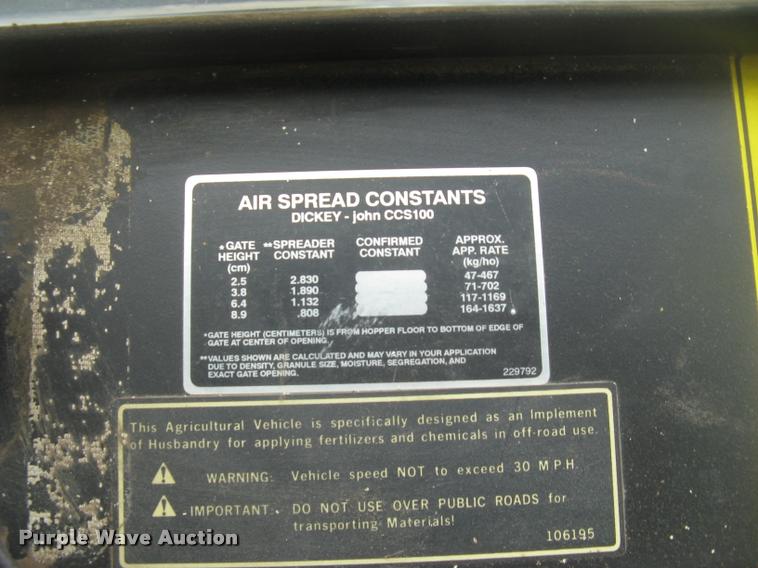 AIR SPREAD CONSTANTS
DICKEY - john CCS100
*GATE HEIGHT (cm) **SPREADER CONSTANT CONFIRMED CONSTANT APPROX. APP. RATE (kg/ho)
2.5 2.830 47-467
3.8 1.890 71-702
6.4 1.132 117-1169
8.9 .808 164-1637
*GATE HEIGHT (CENTIMETERS) IS FROM HOPPER FLOOR TO BOTTOM OF EDGE OF
GATE AT CENTER OF OPENING.
**VALUES SHOWN ARE CALCULATED AND MAY VARY IN YOUR APPLICATION
DUE TO DENSITY, GRANULE SIZE, MOISTURE, SEGREGATION, AND
EXACT GATE OPENING. 229792
This Agricultural Vehicle is specifically designed as an Implement
of Husbandry for applying fertilizers and chemicals in off-road use.
WARNING: Vehicle speed NOT to exceed 30 M P H.
IMPORTANT: DO NOT USE OVER PUBLIC ROADS for
transporting Materials!
106195
Purple Wave Auction